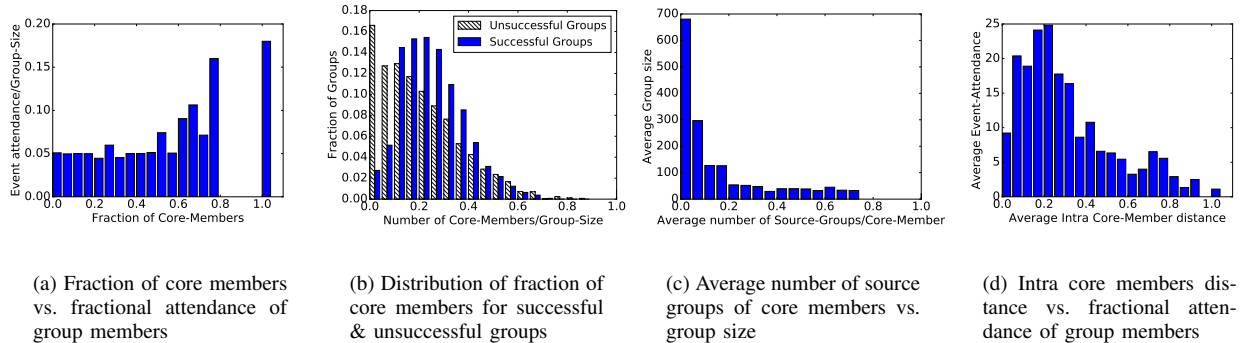 0.20
0.15
0.10
0.05
0.00
0.0 0.2 0.4 0.6 0.8 1.0
Fraction of Core-Members
Event attendance/Group-Size
0.18
0.16
0.14
0.12
0.10
0.08
0.06
0.04
0.02
0.00
0.0 0.2 0.4 0.6 0.8 1.0
Number of Core-Members/Group-Size
Fraction of Groups
Unsuccessful Groups
Successful Groups
700
600
500
400
300
200
100
0
0.0 0.2 0.4 0.6 0.8 1.0
Average number of Source-Groups/Core-Member
Average Group size
25
20
15
10
5
0
0.0 0.2 0.4 0.6 0.8 1.0
Average Intra Core-Member distance
Average Event-Attendance
(a) Fraction of core members
vs. fractional attendance of
group members
(b) Distribution of fraction of
core members for successful
& unsuccessful groups
(c) Average number of source
groups of core members vs.
group size
(d) Intra core members dis-
tance vs. fractional atten-
dance of group members